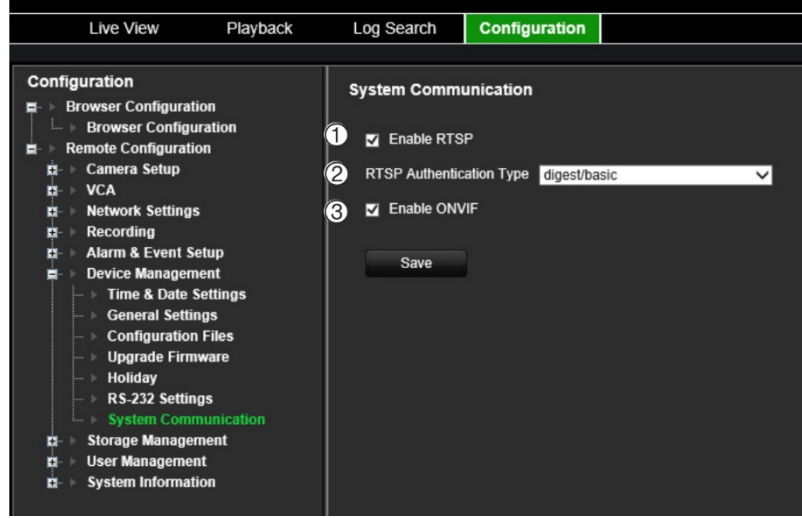 Live View Playback Log Search Configuration
Configuration
Browser Configuration
Browser Configuration
Remote Configuration
Camera Setup
VCA
Network Settings
Recording
Alarm & Event Setup
Device Management
Time & Date Settings
General Settings
Configuration Files
Upgrade Firmware
Holiday
RS-232 Settings
System Communication
Storage Management
User Management
System Information
System Communication
① Enable RTSP
② RTSP Authentication Type digest/basic
③ Enable ONVIF
Save